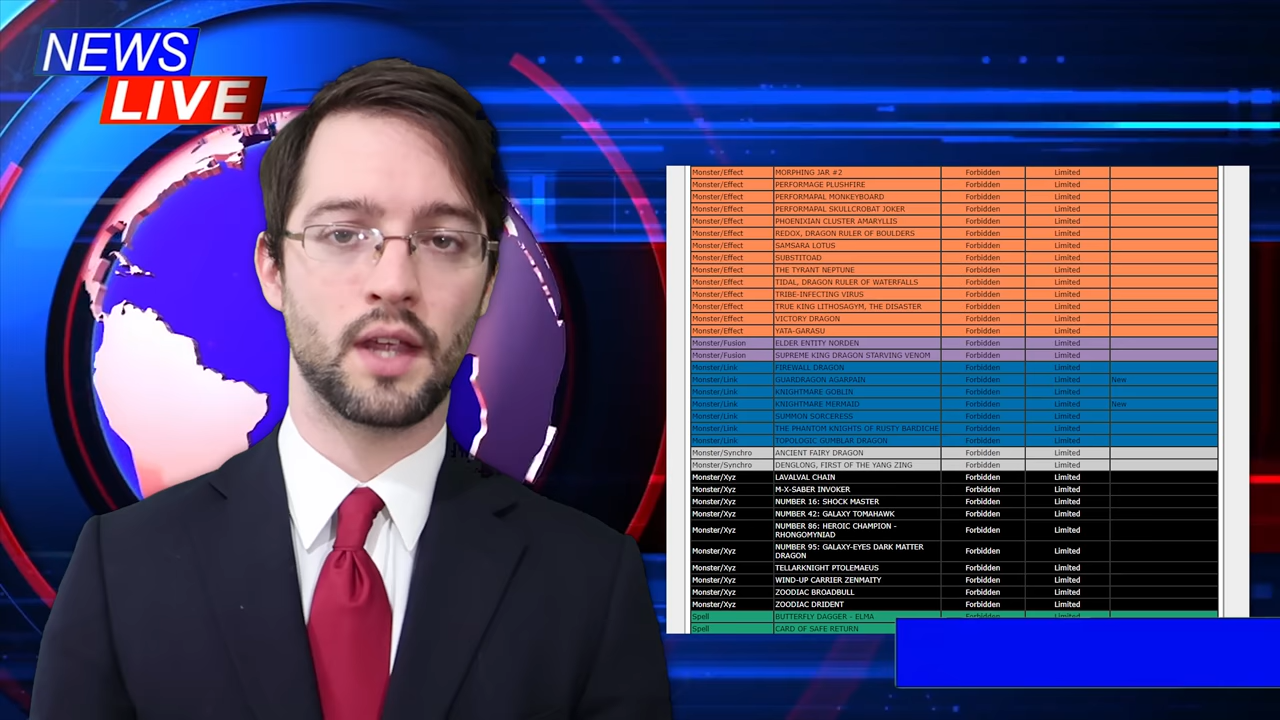 NEWS
LIVE
Monster/Effect MORPHING JAR #2 Forbidden Limited
Monster/Effect PERFORMAGE PLUSHFIRE Forbidden Limited
Monster/Effect PERFORMAPAL MONKEYBOARD Forbidden Limited
Monster/Effect PERFORMAPAL SKULLCROBAT JOKER Forbidden Limited
Monster/Effect PHOENIXIAN CLUSTER AMARYLLIS Forbidden Limited
Monster/Effect REDOX, DRAGON RULER OF BOULDERS Forbidden Limited
Monster/Effect SAMSARA LOTUS Forbidden Limited
Monster/Effect SUBSTITOAD Forbidden Limited
Monster/Effect THE TYRANT NEPTUNE Forbidden Limited
Monster/Effect TIDAL, DRAGON RULER OF WATERFALLS Forbidden Limited
Monster/Effect TRIBE-INFECTING VIRUS Forbidden Limited
Monster/Effect TRUE KING LITHOSAGYM, THE DISASTER Forbidden Limited
Monster/Effect VICTORY DRAGON Forbidden Limited
Monster/Effect YATA-GARASU Forbidden Limited
Monster/Fusion ELDER ENTITY NORDEN Forbidden Limited
Monster/Fusion SUPREME KING DRAGON STARVING VENOM Forbidden Limited
Monster/Link FIREWALL DRAGON Forbidden Limited
Monster/Link GUARDRAGON AGARPAIN Forbidden Limited New
Monster/Link KNIGHTMARE GOBLIN Forbidden Limited
Monster/Link KNIGHTMARE MERMAID Forbidden Limited New
Monster/Link SUMMON SORCERESS Forbidden Limited
Monster/Link THE PHANTOM KNIGHTS OF RUSTY BARDICHE Forbidden Limited
Monster/Link TOPOLOGIC GUMBLAR DRAGON Forbidden Limited
Monster/Synchro ANCIENT FAIRY DRAGON Forbidden Limited
Monster/Synchro DENGLONG, FIRST OF THE YANG ZING Forbidden Limited
Monster/Xyz LAVALVAL CHAIN Forbidden Limited
Monster/Xyz M-X-SABER INVOKER Forbidden Limited
Monster/Xyz NUMBER 16: SHOCK MASTER Forbidden Limited
Monster/Xyz NUMBER 42: GALAXY TOMAHAWK Forbidden Limited
Monster/Xyz NUMBER 86: HEROIC CHAMPION - Forbidden Limited
RHONGOMYNIAD
Monster/Xyz NUMBER 95: GALAXY-EYES DARK MATTER Forbidden Limited
DRAGON
Monster/Xyz TELLARKNIGHT PTOLEMAEUS Forbidden Limited
Monster/Xyz WIND-UP CARRIER ZENMAITY Forbidden Limited
Monster/Xyz ZOODIAC BROADBULL Forbidden Limited
Monster/Xyz ZOODIAC DRIDENT Forbidden Limited
Spell BUTTERFLY DAGGER - ELMA Forbidden Limited
Spell CARD OF SAFE RETURN